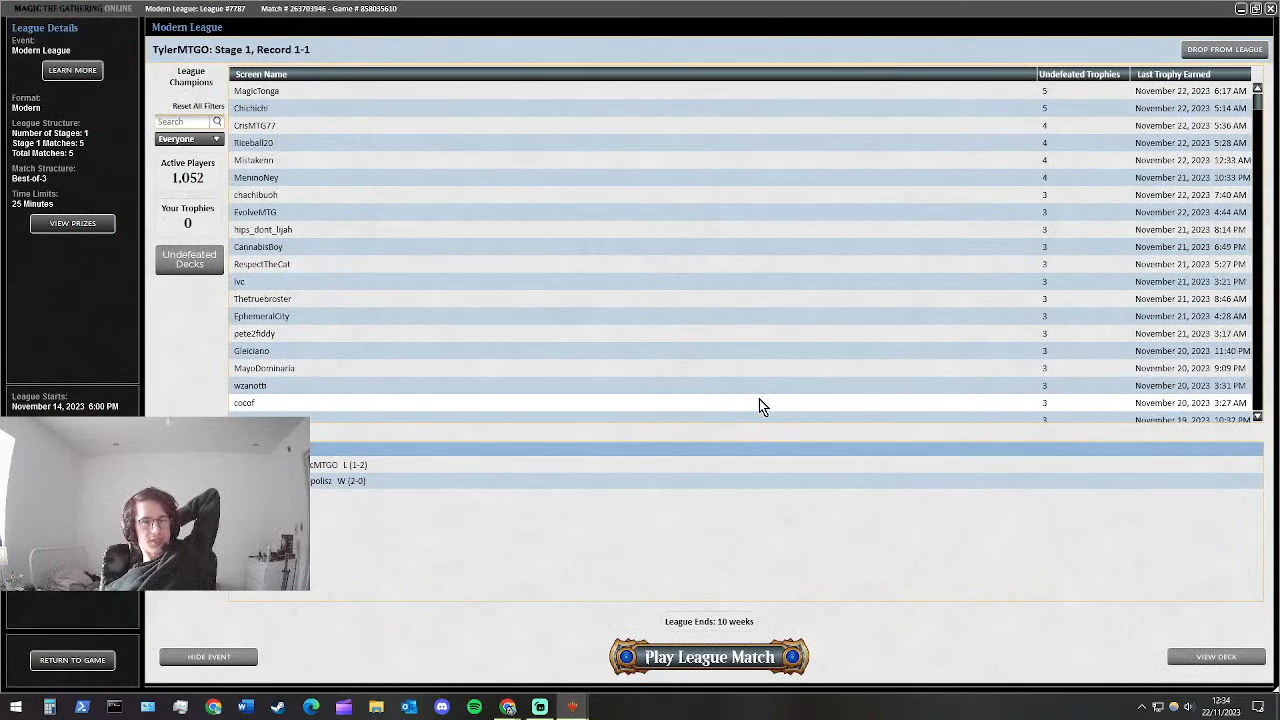 MAGIC THE GATHERING ONLINE
Modern League: League #7787
Match # 263703946 - Game # 858035610
League Details
Event:
Modern League
LEARN MORE
Format:
Modern
League Structure:
Number of Stages: 1
Stage 1 Matches: 5
Total Matches: 5
Match Structure:
Best-of-3
Time Limits:
25 Minutes
VIEW PRIZES
League Starts:
November 14, 2023 6:00 PM
RETURN TO GAME
Modern League
TylerMTGO: Stage 1, Record 1-1
DROP FROM LEAGUE
League
Champions
Reset All Filters
Search
Everyone
Active Players
1,052
Your Trophies
0
Undefeated
Decks
Screen Name Undefeated Trophies Last Trophy Earned
MagicTonga 5 November 22, 2023 6:17 AM
Chichichi 5 November 22, 2023 5:14 AM
CrisMTG77 4 November 22, 2023 5:36 AM
Riceball20 4 November 22, 2023 5:28 AM
Mistakenn 4 November 22, 2023 12:33 AM
MeninoNey 4 November 21, 2023 10:33 PM
chachibuoh 3 November 22, 2023 7:40 AM
EvolveMTG 3 November 22, 2023 4:44 AM
hips_dont_lijah 3 November 21, 2023 8:14 PM
CannabisBoy 3 November 21, 2023 6:49 PM
RespectTheCat 3 November 21, 2023 5:27 PM
lvc 3 November 21, 2023 3:21 PM
Thetruebroster 3 November 21, 2023 8:46 AM
EphemeralCity 3 November 21, 2023 4:28 AM
pete2fiddy 3 November 21, 2023 3:17 AM
Gleiciano 3 November 20, 2023 11:40 PM
MayoDominaria 3 November 20, 2023 9:09 PM
wzanotti 3 November 20, 2023 3:31 PM
cocof 3 November 20, 2023 3:27 AM
3 November 19, 2023 10:32 PM
cMTGO L (1-2)
polisz W (2-0)
League Ends: 10 weeks
HIDE EVENT
Play League Match
VIEW DECK
12:34
22/11/2023